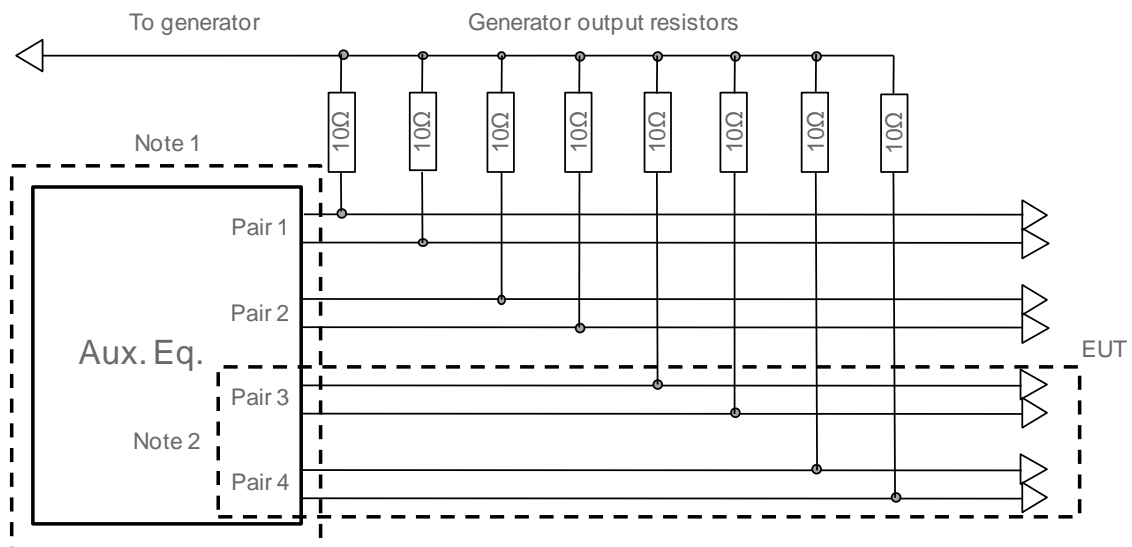 To generator
Generator output resistors
10Ω
10Ω
10Ω
10Ω
10Ω
10Ω
10Ω
10Ω
Note 1
Pair 1
Pair 2
Aux. Eq.
EUT
Pair 3
Note 2
Pair 4